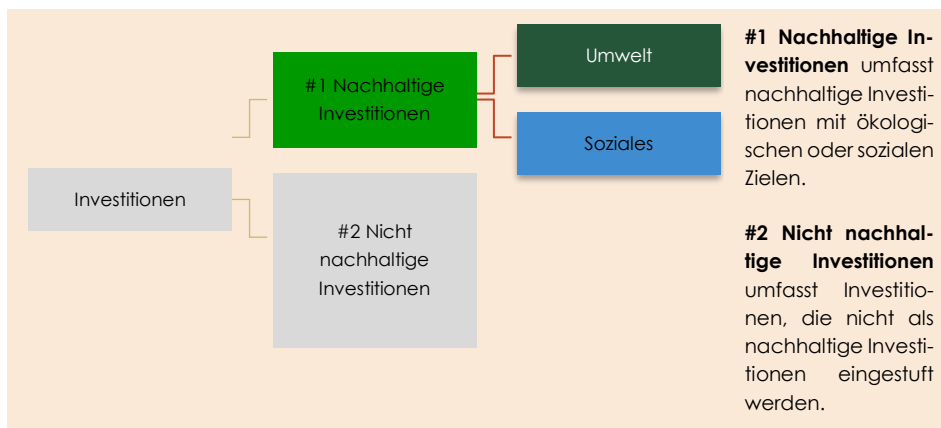 Investitionen
#1 Nachhaltige
Investitionen
Umwelt
Soziales
#2 Nicht
nachhaltige
Investitionen
#1 Nachhaltige In-
vestitionen umfasst
nachhaltige Investi-
tionen mit ökologi-
schen oder sozialen
Zielen.
#2 Nicht nachhal-
tige Investitionen
umfasst Investitio-
nen, die nicht als
nachhaltige Investi-
tionen eingestuft
werden.